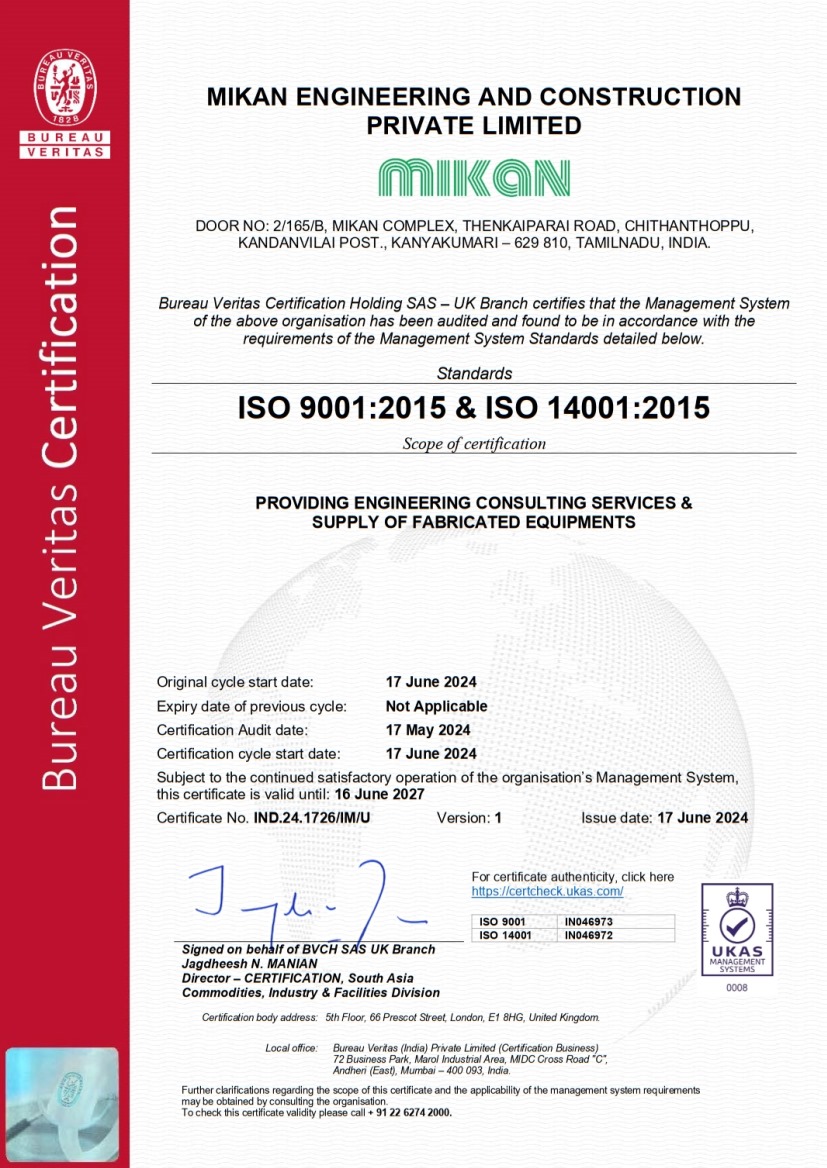 BUREAU VERITAS
1828
BUREAU
VERITAS
Bureau Veritas Certification
MIKAN ENGINEERING AND CONSTRUCTION
PRIVATE LIMITED
MIKAN
DOOR NO: 2/165/B, MIKAN COMPLEX, THENKAIPARAI ROAD, CHITHANTHOPPU,
KANDANVILAI POST., KANYAKUMARI – 629 810, TAMILNADU, INDIA.
Bureau Veritas Certification Holding SAS – UK Branch certifies that the Management System
of the above organisation has been audited and found to be in accordance with the
requirements of the Management System Standards detailed below.
Standards
ISO 9001:2015 & ISO 14001:2015
Scope of certification
PROVIDING ENGINEERING CONSULTING SERVICES &
SUPPLY OF FABRICATED EQUIPMENTS
Original cycle start date: 17 June 2024
Expiry date of previous cycle: Not Applicable
Certification Audit date: 17 May 2024
Certification cycle start date: 17 June 2024
Subject to the continued satisfactory operation of the organisation's Management System,
this certificate is valid until: 16 June 2027
Certificate No. IND.24.1726/IM/U Version: 1 Issue date: 17 June 2024
For certificate authenticity, click here
https://certcheck.ukas.com/
ISO 9001 IN046973
ISO 14001 IN046972
UKAS
MANAGEMENT
SYSTEMS
0008
Signed on behalf of BVCH SAS UK Branch
Jagdheesh N. MANIAN
Director – CERTIFICATION, South Asia
Commodities, Industry & Facilities Division
Certification body address: 5th Floor, 66 Prescot Street, London, E1 8HG, United Kingdom.
Local office: Bureau Veritas (India) Private Limited (Certification Business)
72 Business Park, Marol Industrial Area, MIDC Cross Road "C",
Andheri (East), Mumbai – 400 093, India.
Further clarifications regarding the scope of this certificate and the applicability of the management system requirements
may be obtained by consulting the organisation.
To check this certificate validity please call + 91 22 6274 2000.